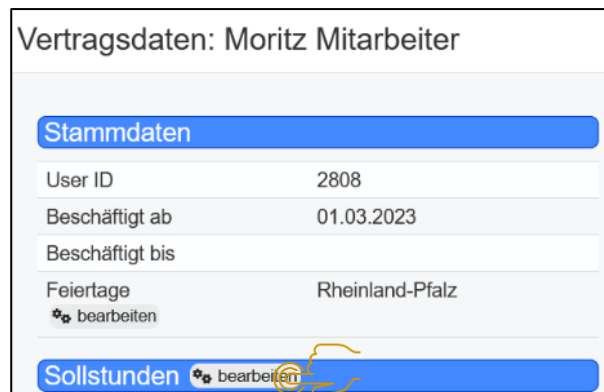 Vertragsdaten: Moritz Mitarbeiter
Stammdaten
User ID 2808
Beschäftigt ab 01.03.2023
Beschäftigt bis
Feiertage Rheinland-Pfalz
bearbeiten
Sollstunden bearbeiten